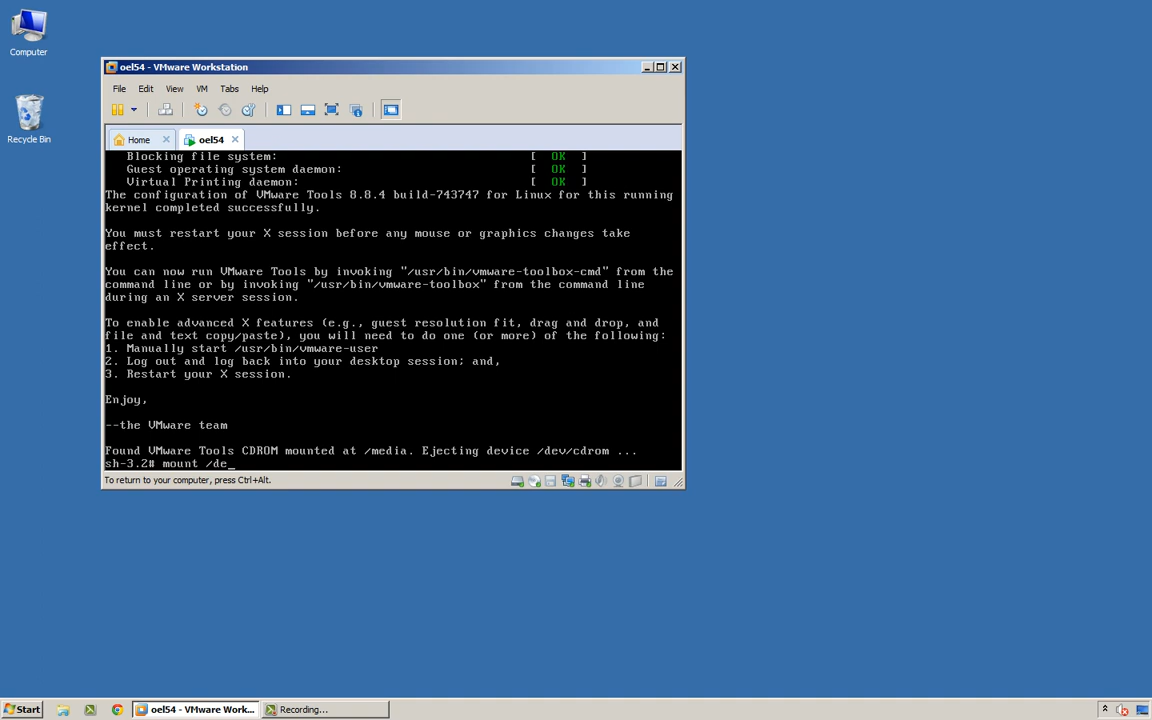 Computer
Recycle Bin
oel54 - VMware Workstation
File Edit View VM Tabs Help
Home oel54
Blocking file system: [ OK ]
Guest operating system daemon: [ OK ]
Virtual Printing daemon: [ OK ]
The configuration of VMware Tools 8.8.4 build-743747 for Linux for this running
kernel completed successfully.
You must restart your X session before any mouse or graphics changes take
effect.
You can now run VMware Tools by invoking "/usr/bin/vmware-toolbox-cmd" from the
command line or by invoking "/usr/bin/vmware-toolbox" from the command line
during an X server session.
To enable advanced X features (e.g., guest resolution fit, drag and drop, and
file and text copy/paste), you will need to do one (or more) of the following:
1. Manually start /usr/bin/vmware-user
2. Log out and log back into your desktop session; and,
3. Restart your X session.
Enjoy,
--the VMware team
Found VMware Tools CDROM mounted at /media. Ejecting device /dev/cdrom ...
sh-3.2# mount /de_
To return to your computer, press Ctrl+Alt.
Start oel54 - VMware Work... Recording...